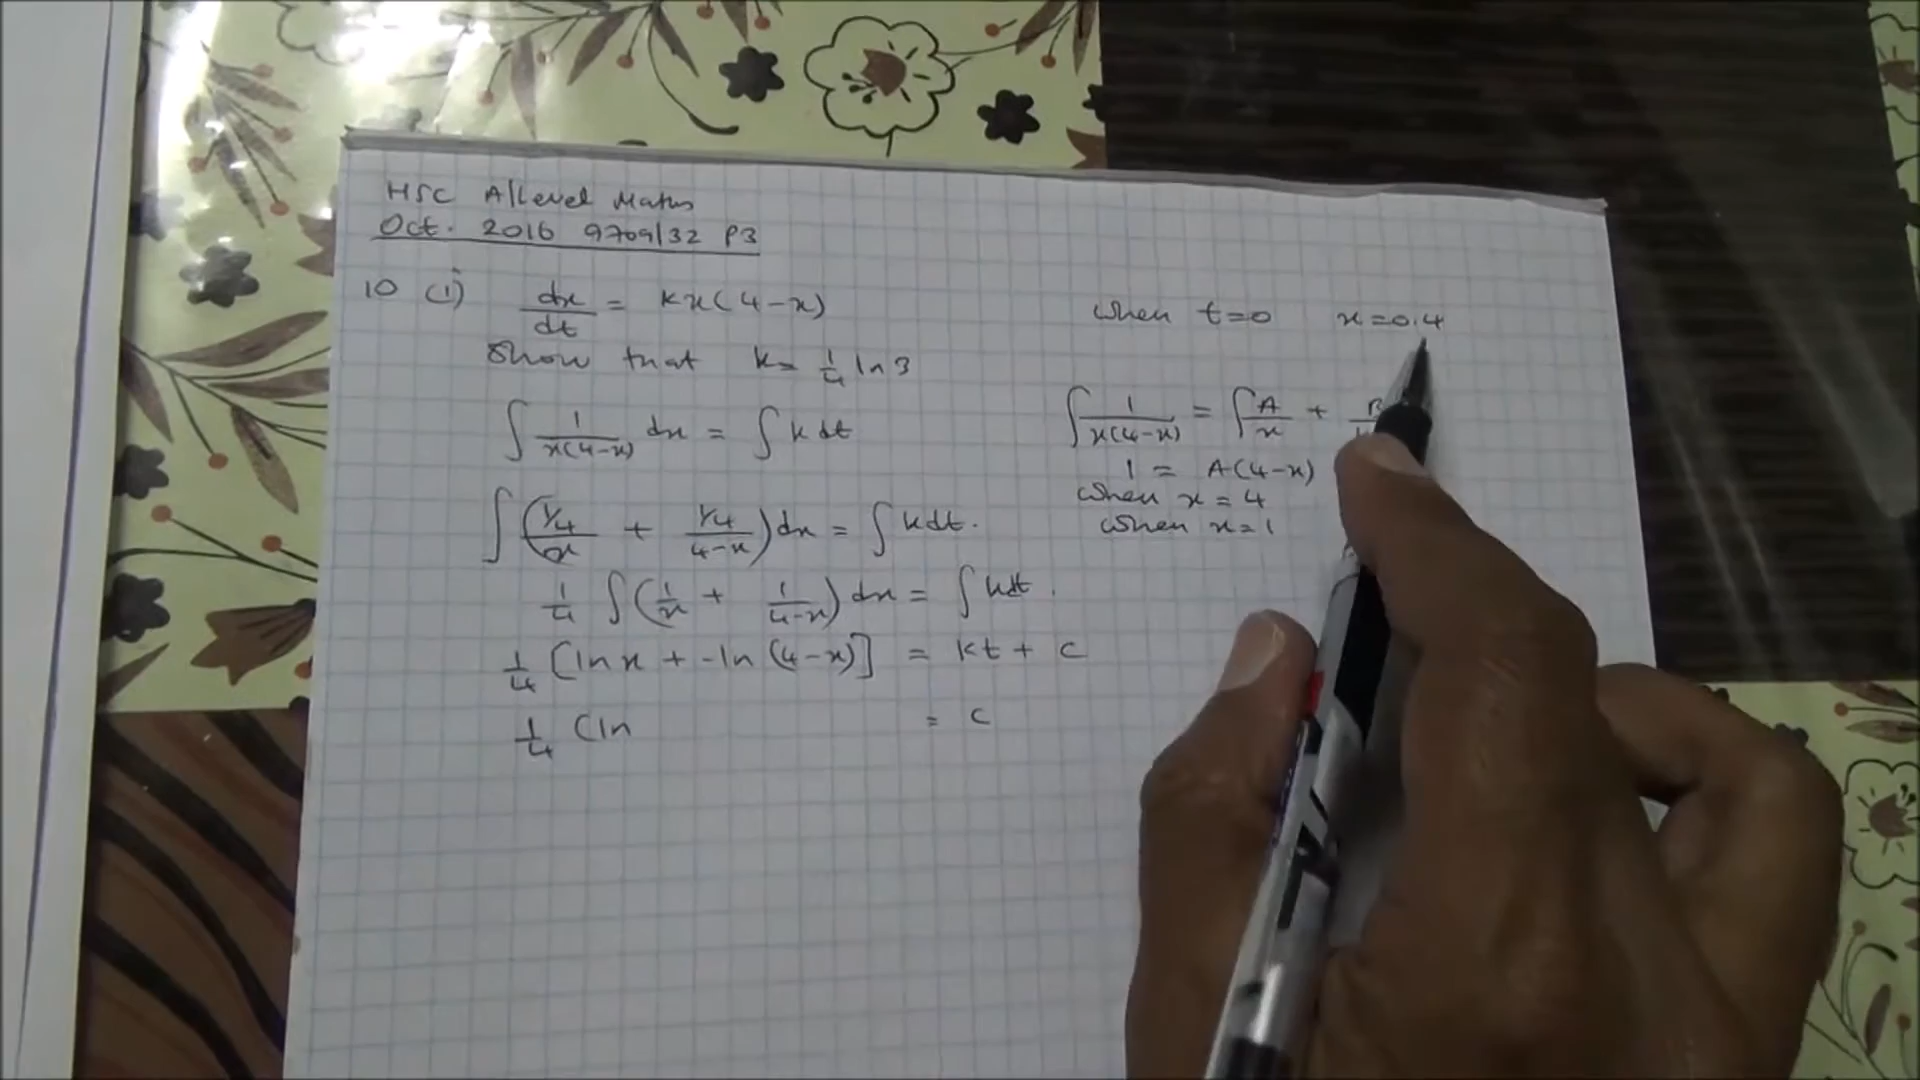 HSC A/Level Maths
Oct. 2016 9709/32 P3
10 (i) dx/dt = kx(4-x)
Show that k = 1/4 ln 3
∫ 1/x(4-x) dx = ∫ k dt
∫ (1/4/x + 1/4/4-x) dx = ∫ k dt.
1/4 ∫ (1/x + 1/4-x) dx = ∫ k dt.
1/4 [ln x + -ln (4-x)] = kt + c
1/4 (ln = c
when t=0 x=0.4
∫ 1/x(4-x) = ∫ A/x +
1 = A(4-x)
when x = 4
when x=1